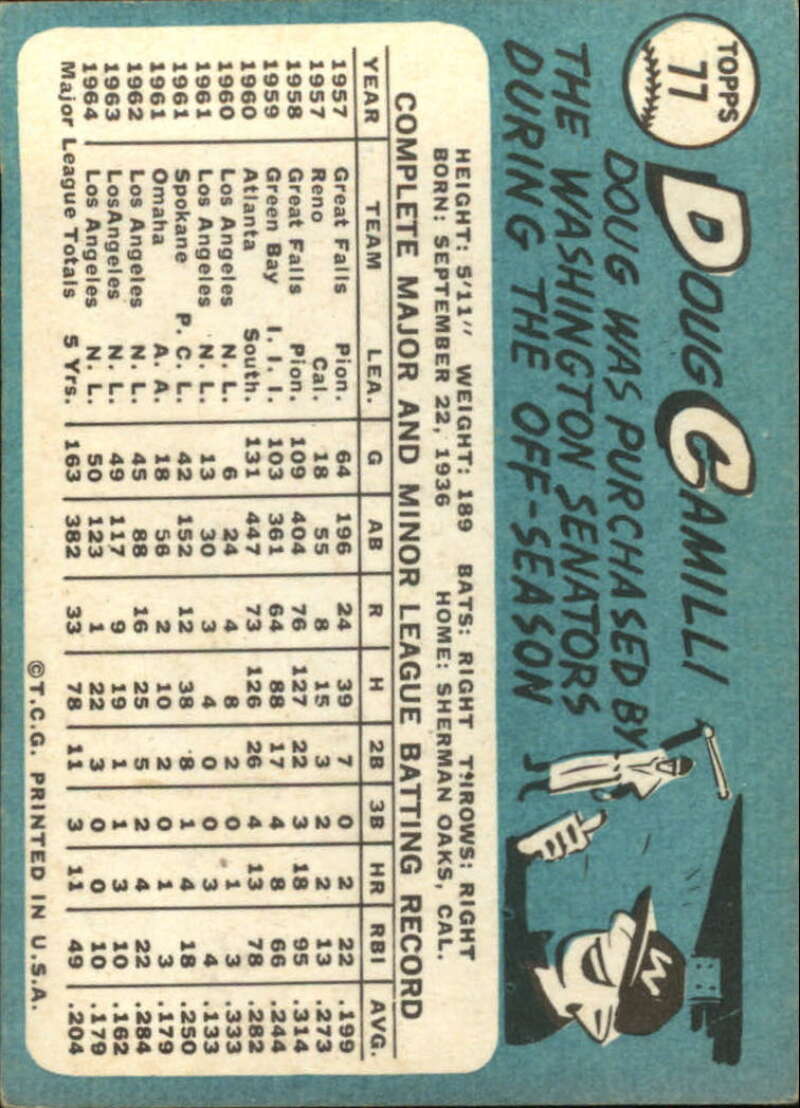 TOPPS
77
DOUG CAMILLI
DOUG WAS PURCHASED BY
THE WASHINGTON SENATORS
DURING THE OFF-SEASON
W
HEIGHT: 5'11" WEIGHT: 189 BATS: RIGHT THROWS: RIGHT
BORN: SEPTEMBER 22, 1936 HOME: SHERMAN OAKS, CAL.
COMPLETE MAJOR AND MINOR LEAGUE BATTING RECORD
YEAR TEAM LEA. G AB R H 2B 3B HR RBI AVG.
1957 Great Falls Pion. 64 196 24 39 7 0 2 22 .199
1957 Reno Cal. 18 55 8 15 3 2 2 13 .273
1958 Great Falls Pion. 109 404 76 127 22 3 18 95 .314
1959 Green Bay I. I. I. 103 361 64 88 17 4 8 66 .244
1960 Atlanta South. 131 447 73 126 26 4 13 78 .282
1960 Los Angeles N. L. 6 24 4 8 2 0 1 3 .333
1961 Los Angeles N. L. 13 30 3 4 0 0 3 4 .133
1961 Spokane P. C. L. 42 152 12 38 8 1 4 18 .250
1961 Omaha A. A. 18 56 2 10 2 0 1 3 .179
1962 Los Angeles N. L. 45 88 16 25 5 2 4 22 .284
1963 LosAngeles N. L. 49 117 9 19 1 1 3 10 .162
1964 Los Angeles N. L. 50 123 1 22 3 0 0 10 .179
Major League Totals 5 Yrs. 163 382 33 78 11 3 11 49 .204
©T.C.G. PRINTED IN U.S.A.